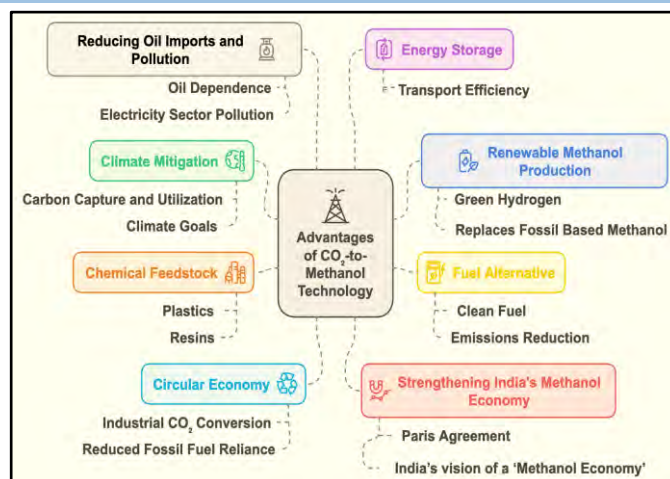 Reducing Oil Imports and
Pollution
Oil Dependence
Electricity Sector Pollution
Climate Mitigation
Carbon Capture and Utilization
Climate Goals
Chemical Feedstock
Plastics
Resins
Circular Economy
Industrial CO₂ Conversion
Reduced Fossil Fuel Reliance
Advantages
of CO₂-to-
Methanol
Technology
Energy Storage
Transport Efficiency
Renewable Methanol
Production
Green Hydrogen
Replaces Fossil Based Methanol
Fuel Alternative
Clean Fuel
Emissions Reduction
Strengthening India's Methanol
Economy
Paris Agreement
India's vision of a ‘Methanol Economy’